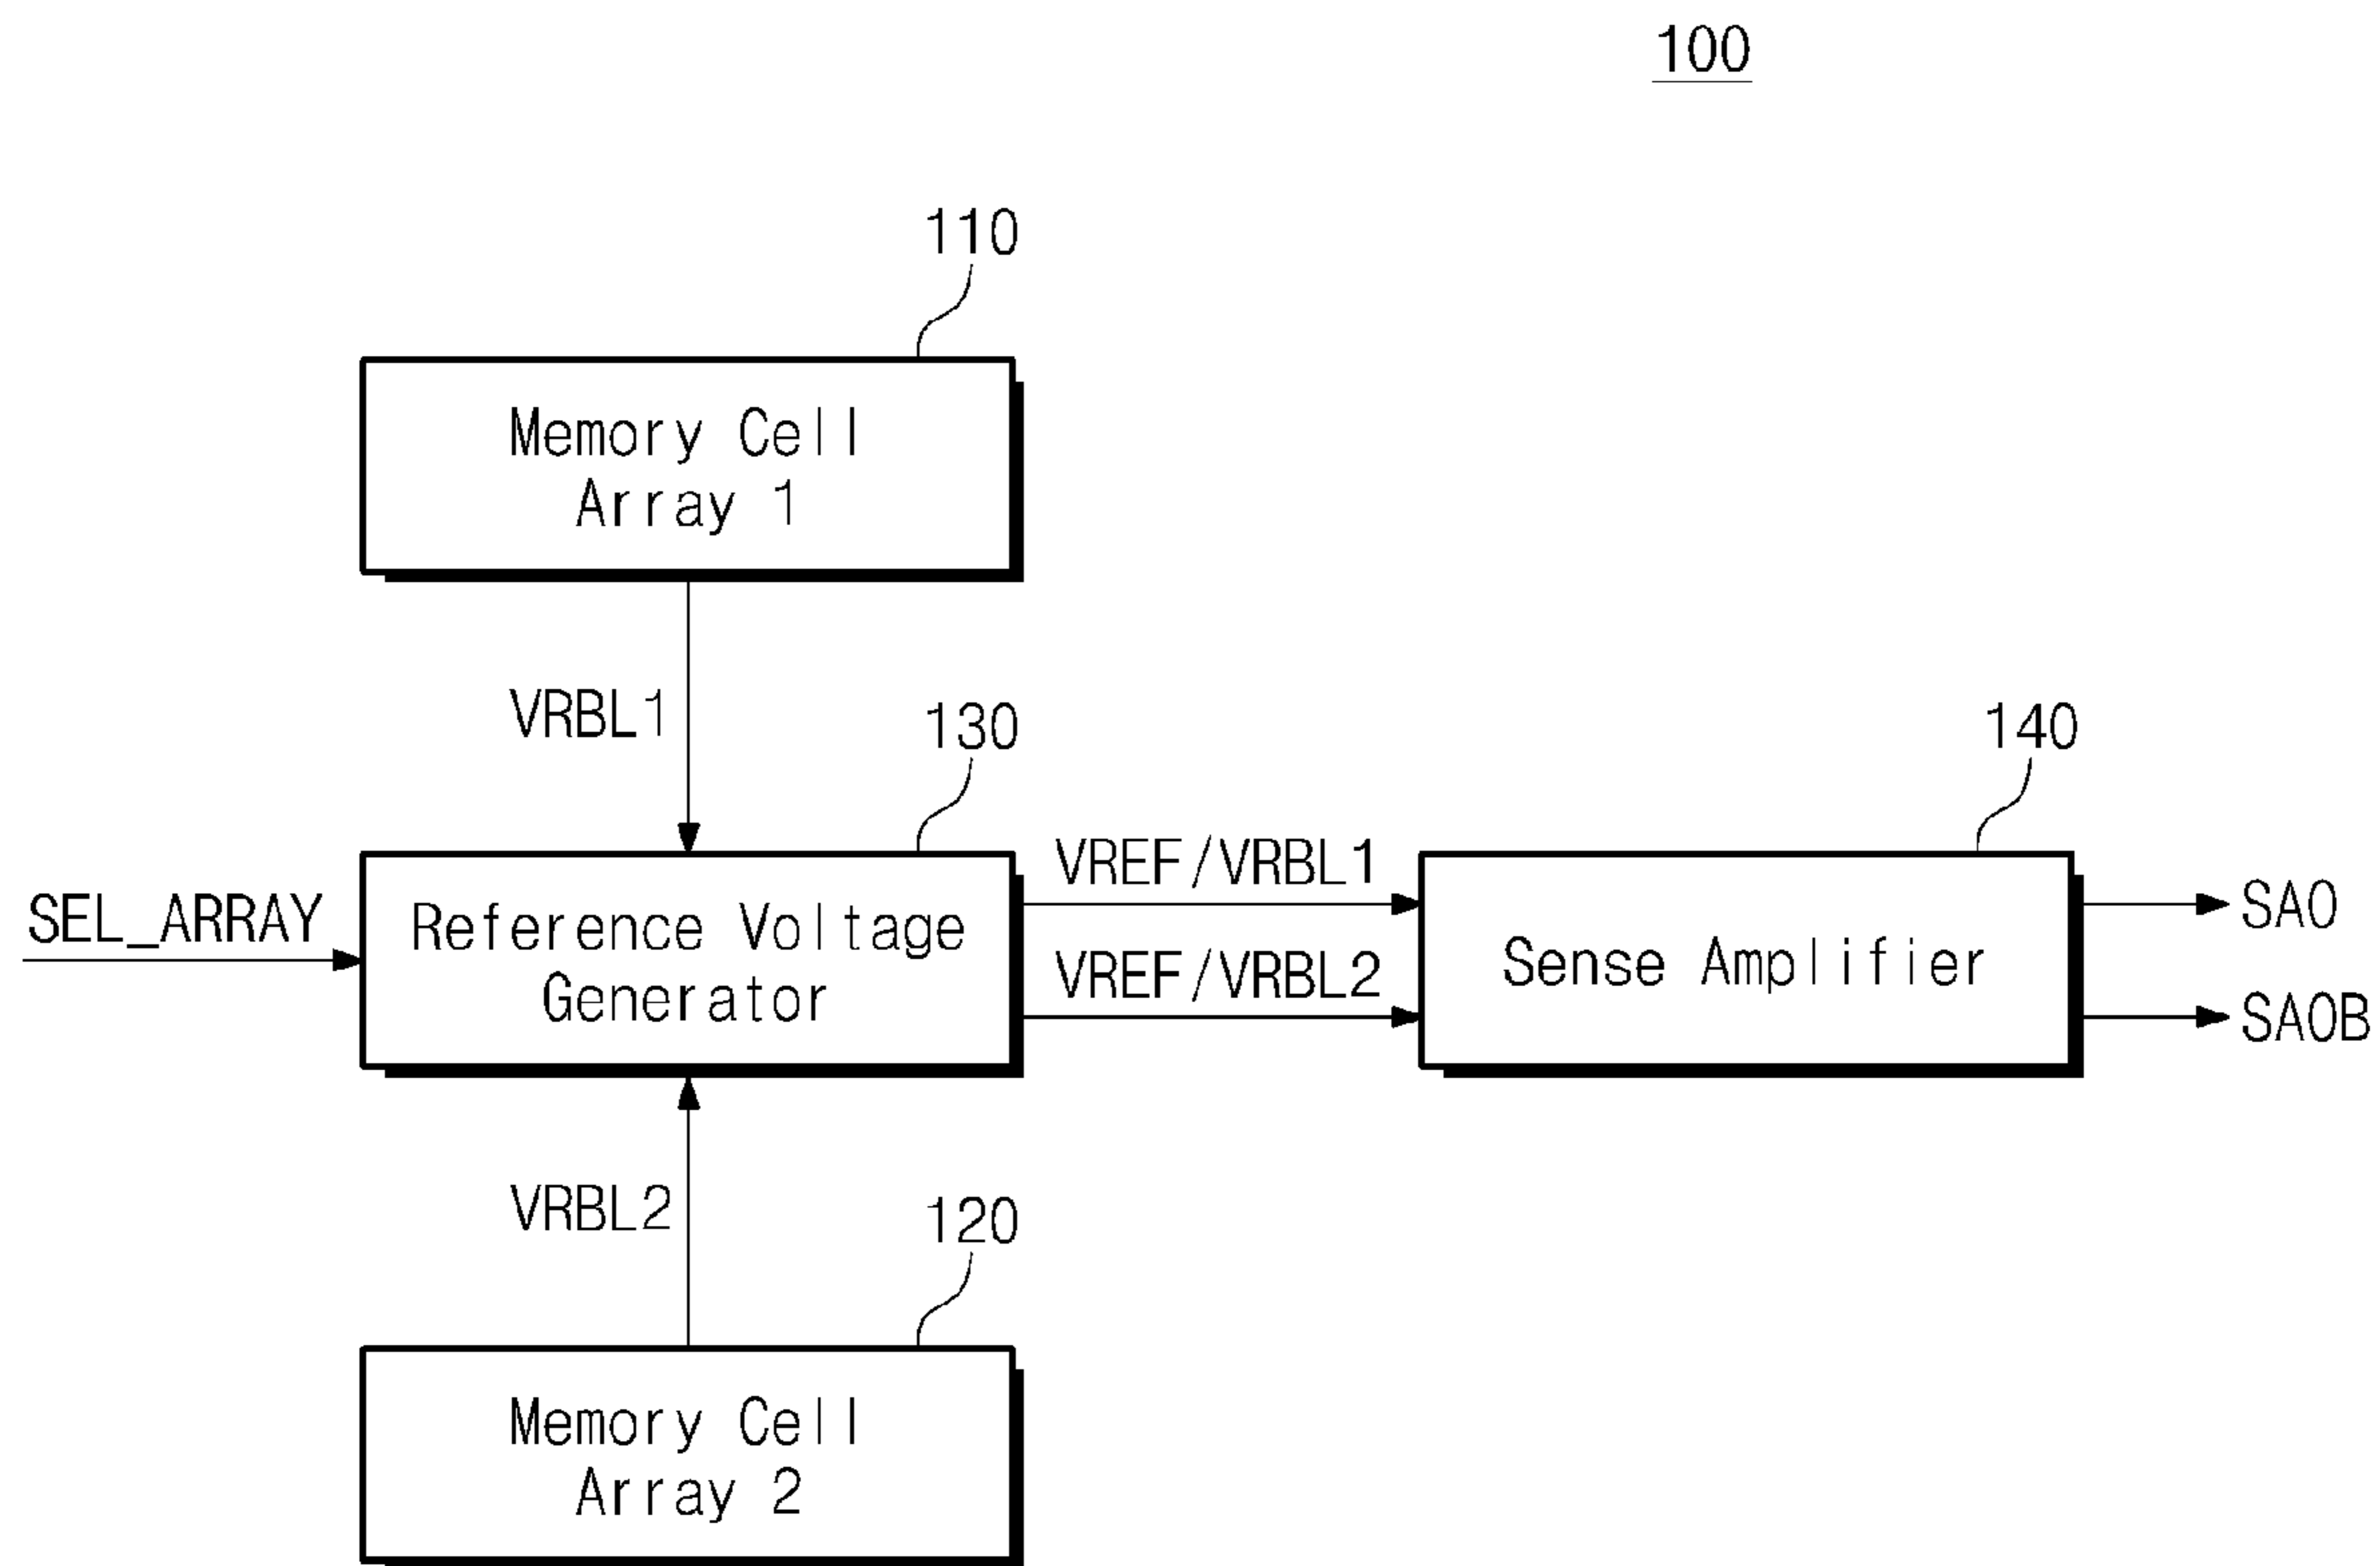 100
110
Memory Cell
Array 1
VRBL1
130
140
SEL_ARRAY
Reference Voltage
Generator
VREF/VRBL1
VREF/VRBL2
Sense Amplifier
SAO
SAOB
VRBL2
120
Memory Cell
Array 2